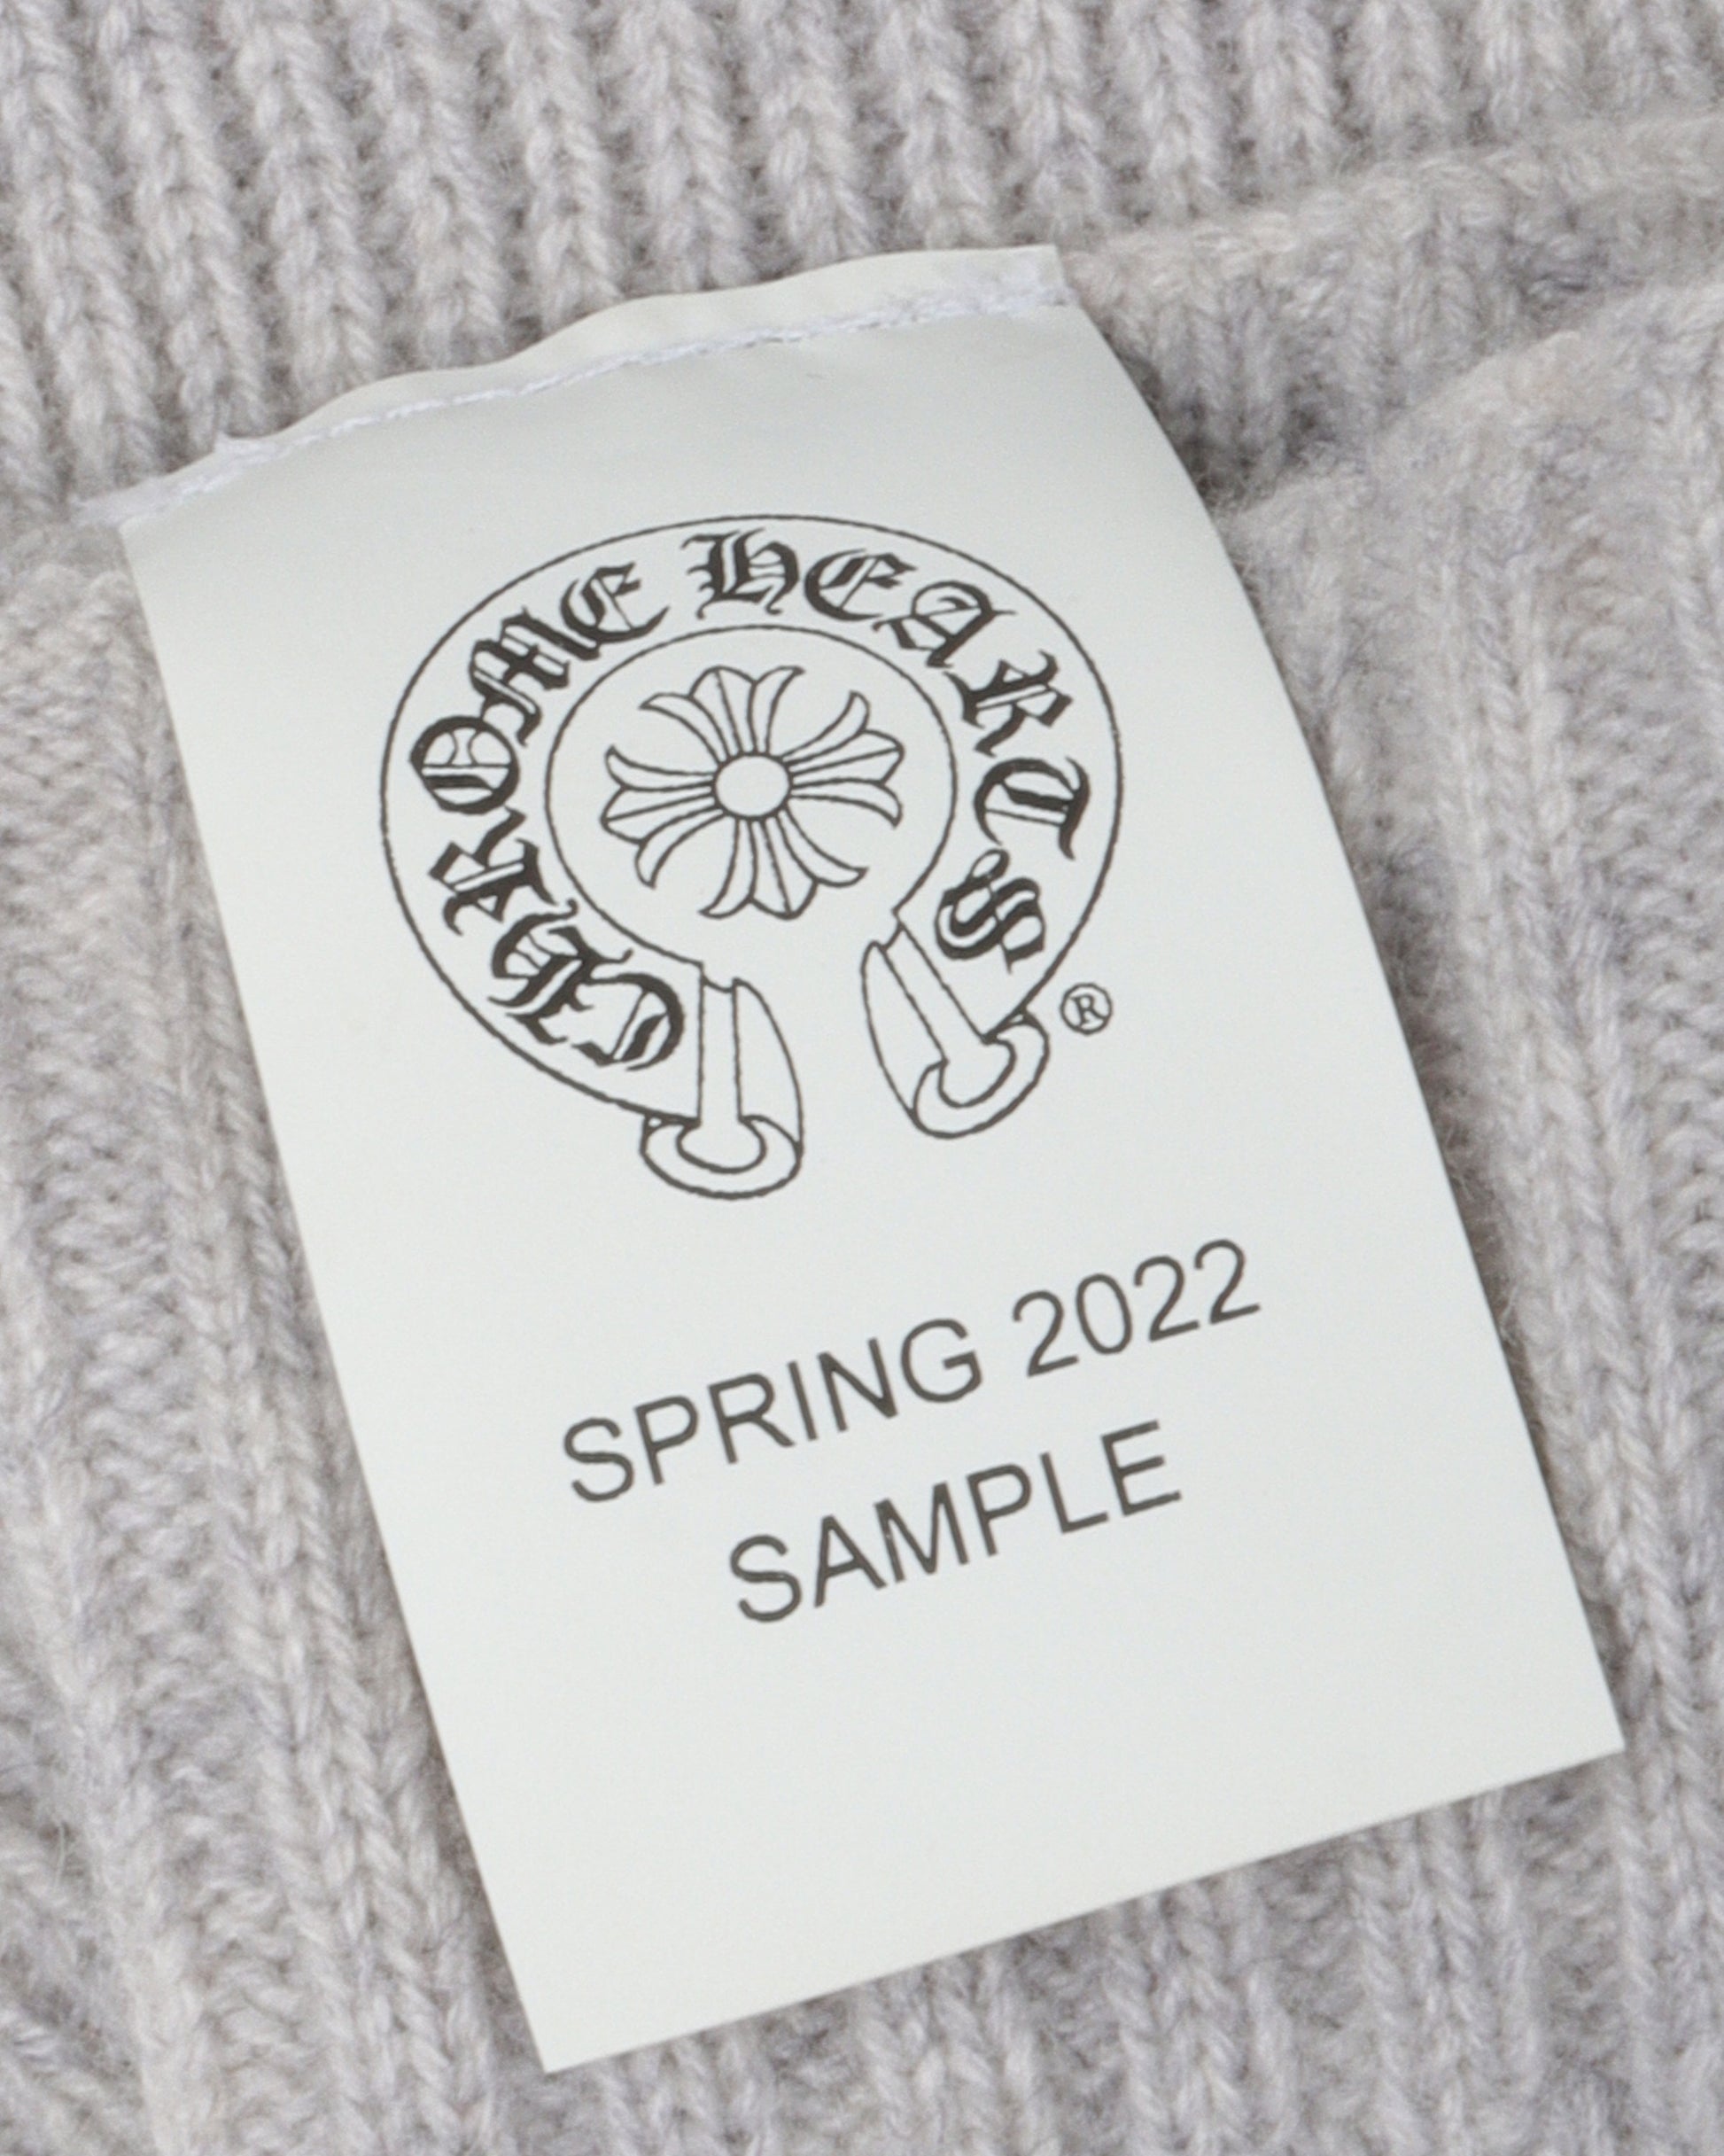 CHROME HEARTS
®
SPRING 2022
SAMPLE